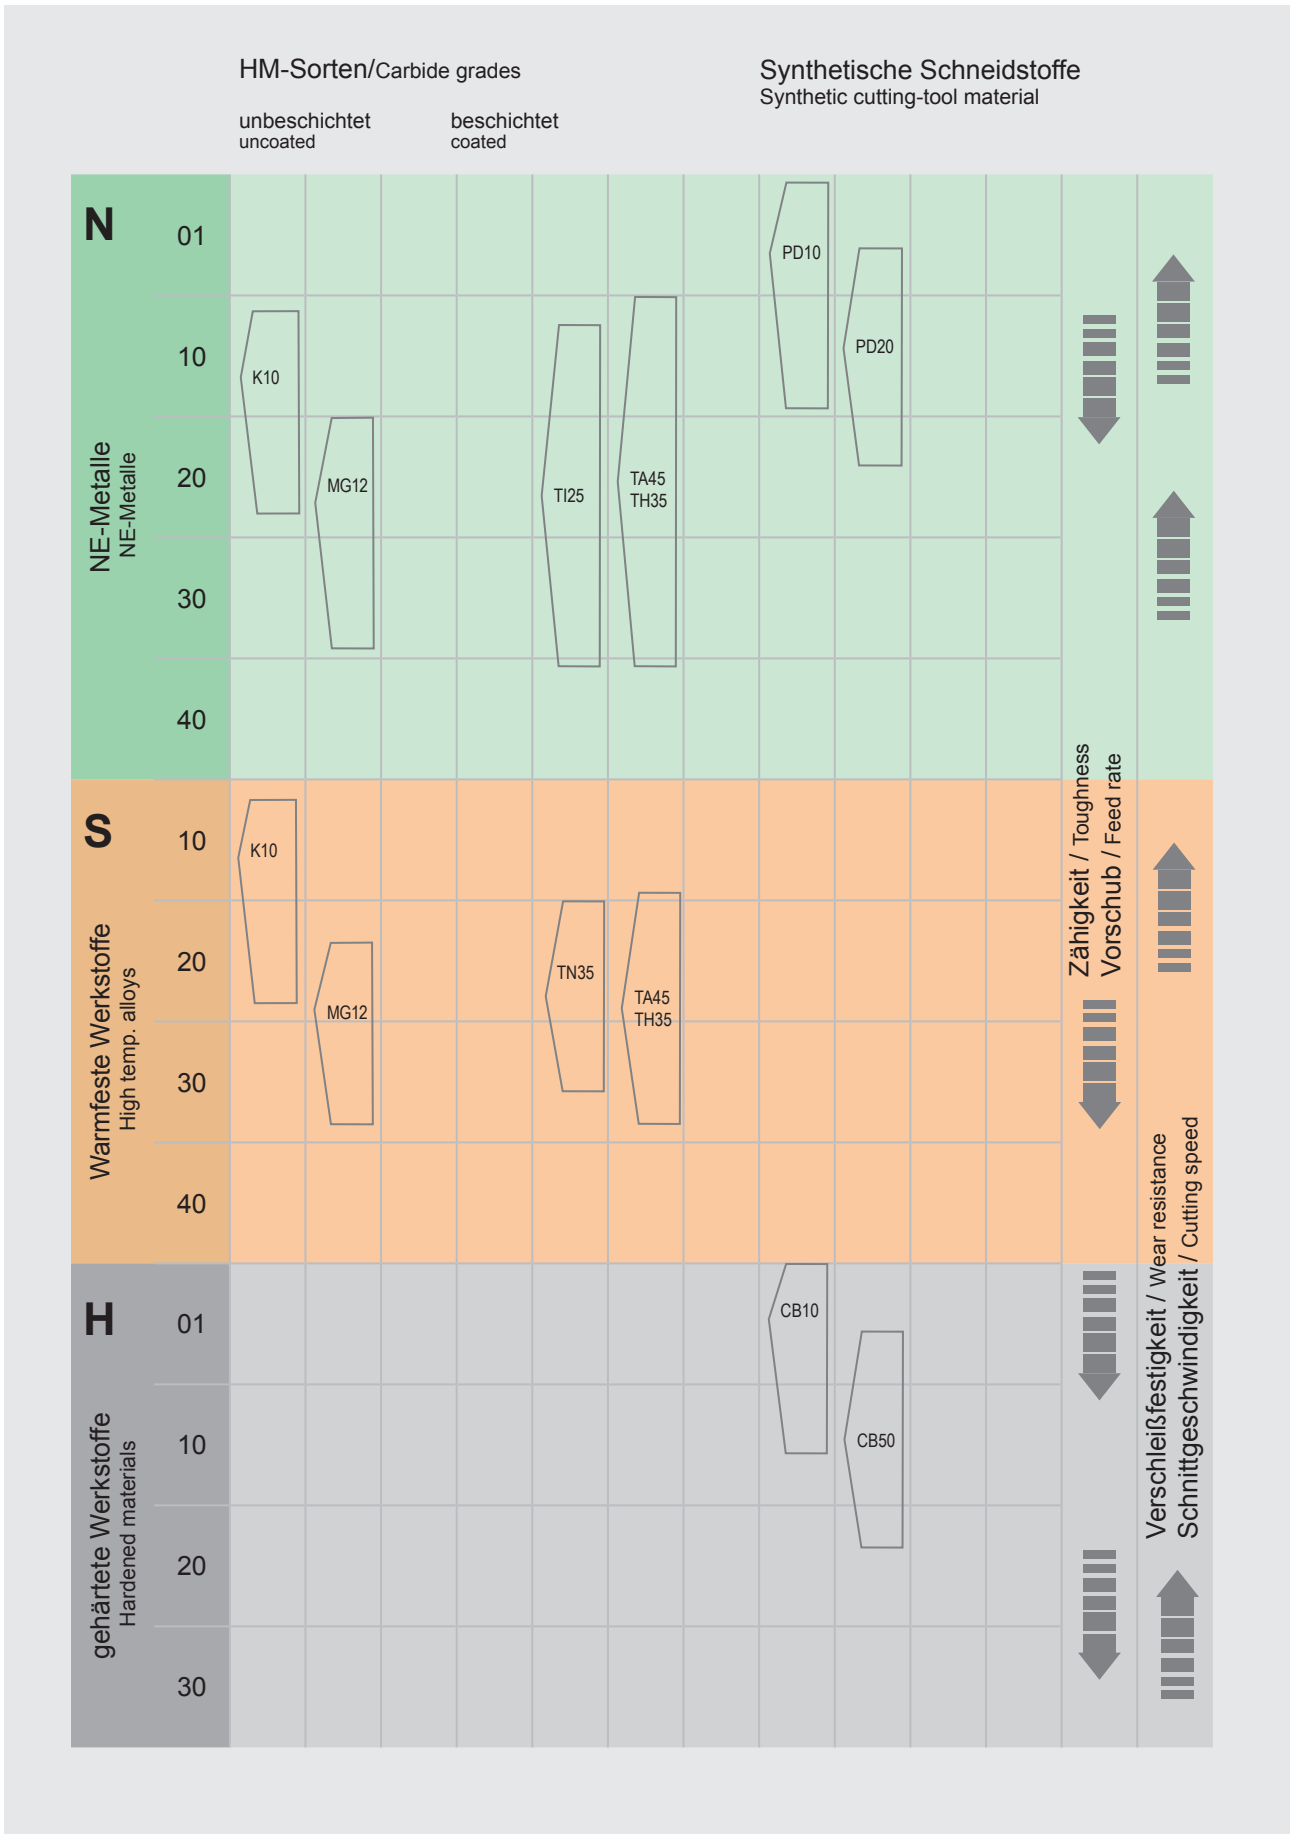 HM-Sorten/Carbide grades
Synthetische Schneidstoffe
Synthetic cutting-tool material
unbeschichtet
uncoated
beschichtet
coated
N
NE-Metalle
NE-Metalle
01
10
20
30
40
K10
MG12
TI25
TA45
TH35
PD10
PD20
S
Warmfeste Werkstoffe
High temp. alloys
10
20
30
40
K10
MG12
TN35
TA45
TH35
Zähigkeit / Toughness
Vorschub / Feed rate
H
gehärtete Werkstoffe
Hardened materials
01
10
20
30
CB10
CB50
Verschleißfestigkeit / Wear resistance
Schnittgeschwindigkeit / Cutting speed